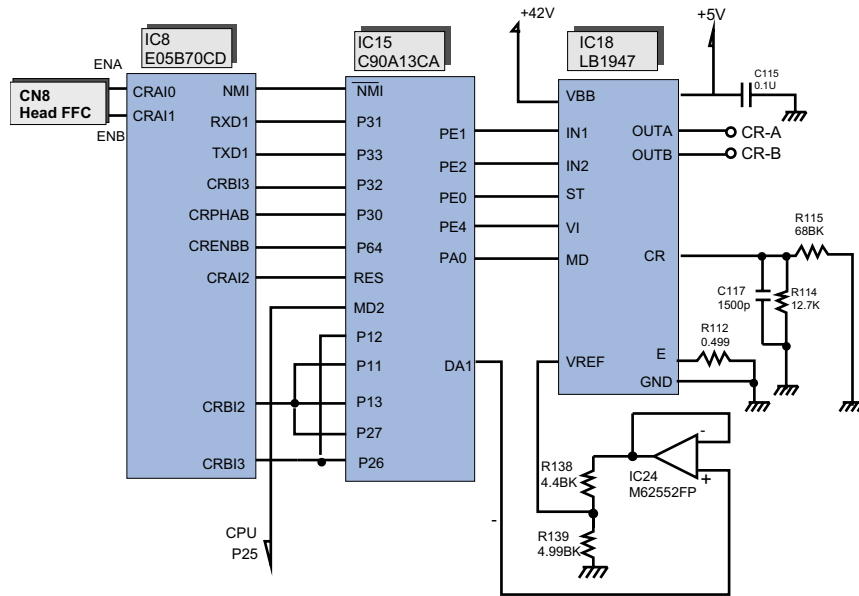 +42V
+5V
IC8
E05B70CD
IC15
C90A13CA
IC18
LB1947
ENA
CN8
Head FFC
ENB
CRAI0
CRAI1
NMI
RXD1
TXD1
CRBI3
CRPHAB
CRENBB
CRAI2
CRBI2
CRBI3
NMI
P31
P33
P32
P30
P64
RES
MD2
P12
P11
P13
P27
P26
PE1
PE2
PE0
PE4
PA0
DA1
VBB
IN1
IN2
ST
VI
MD
VREF
OUTA
OUTB
CR
E
GND
C115
0.1U
CR-A
CR-B
R115
68BK
C117
1500p
R114
12.7K
R112
0.499
-
+
IC24
M62552FP
R138
4.4BK
R139
4.99BK
-
CPU
P25